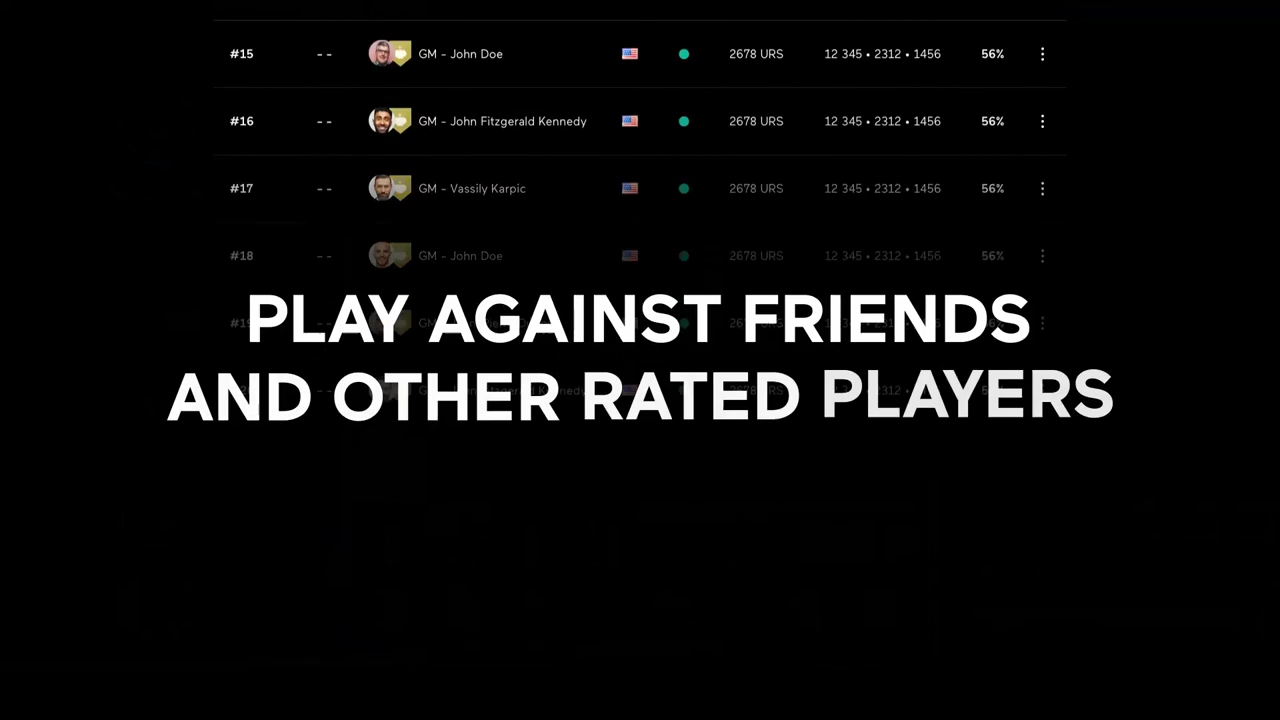 #15 -- GM - John Doe 2678 URS 12 345 • 2312 • 1456 56%
#16 -- GM - John Fitzgerald Kennedy 2678 URS 12 345 • 2312 • 1456 56%
#17 -- GM - Vassily Karpic 2678 URS 12 345 • 2312 • 1456 56%
#18 -- GM - John Doe 2678 URS 12 345 • 2312 • 1456 56%
PLAY AGAINST FRIENDS
AND OTHER RATED PLAYERS